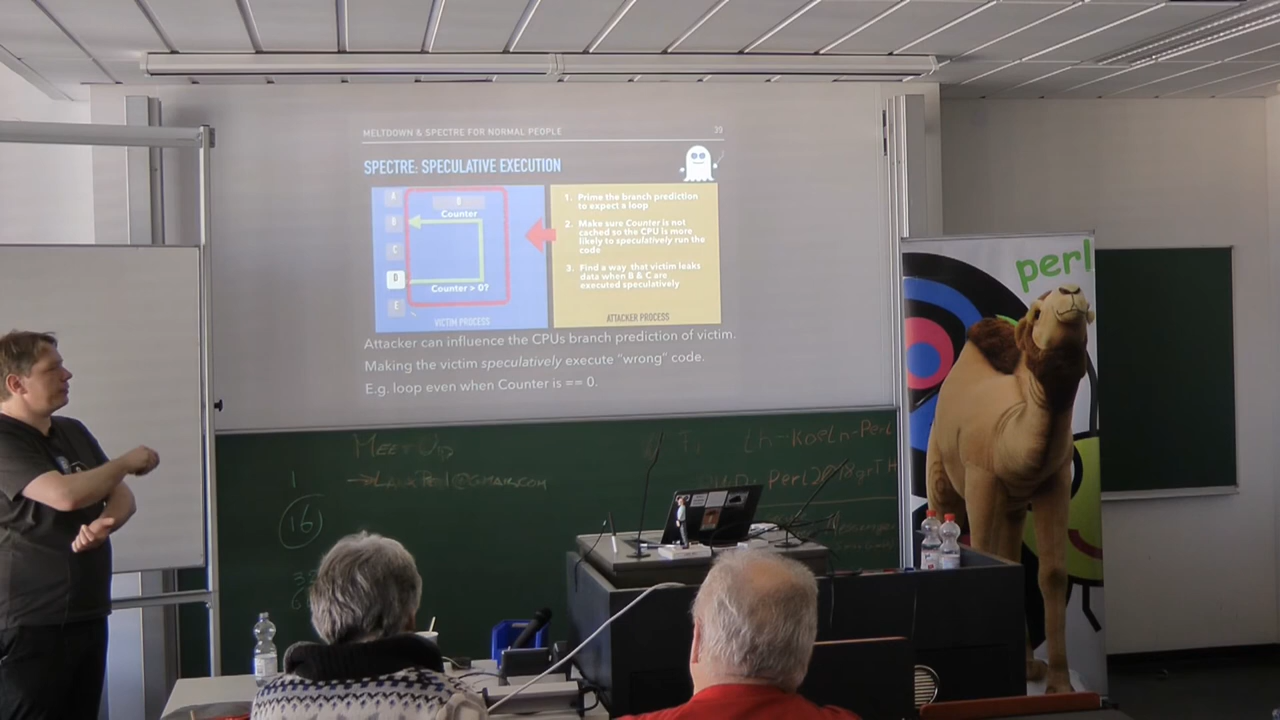 MELTDOWN & SPECTRE FOR NORMAL PEOPLE
39
SPECTRE: SPECULATIVE EXECUTION
A
B
C
D
E
Counter
Counter > 0?
VICTIM PROCESS
1. Prime the branch prediction
to expect a loop
2. Make sure Counter is not
cached so the CPU is more
likely to speculatively run the
code
3. Find a way that victim leaks
data when B & C are
executed speculatively
ATTACKER PROCESS
Attacker can influence the CPUs branch prediction of victim.
Making the victim speculatively execute "wrong" code.
E.g. loop even when Counter is == 0.
perl
MeetUp
1
16